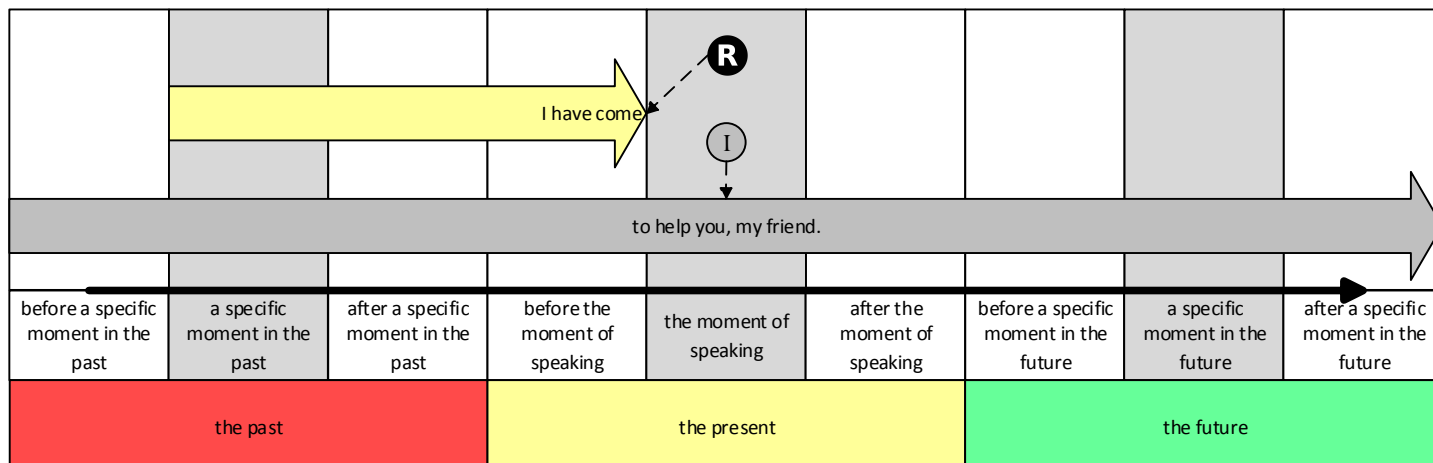 R
I have come
I
to help you, my friend.
before a specific
moment in the
past
a specific
moment in the
past
after a specific
moment in the
past
before the
moment of
speaking
the moment of
speaking
after the
moment of
speaking
before a specific
moment in the
future
a specific
moment in the
future
after a specific
moment in the
future
the past
the present
the future